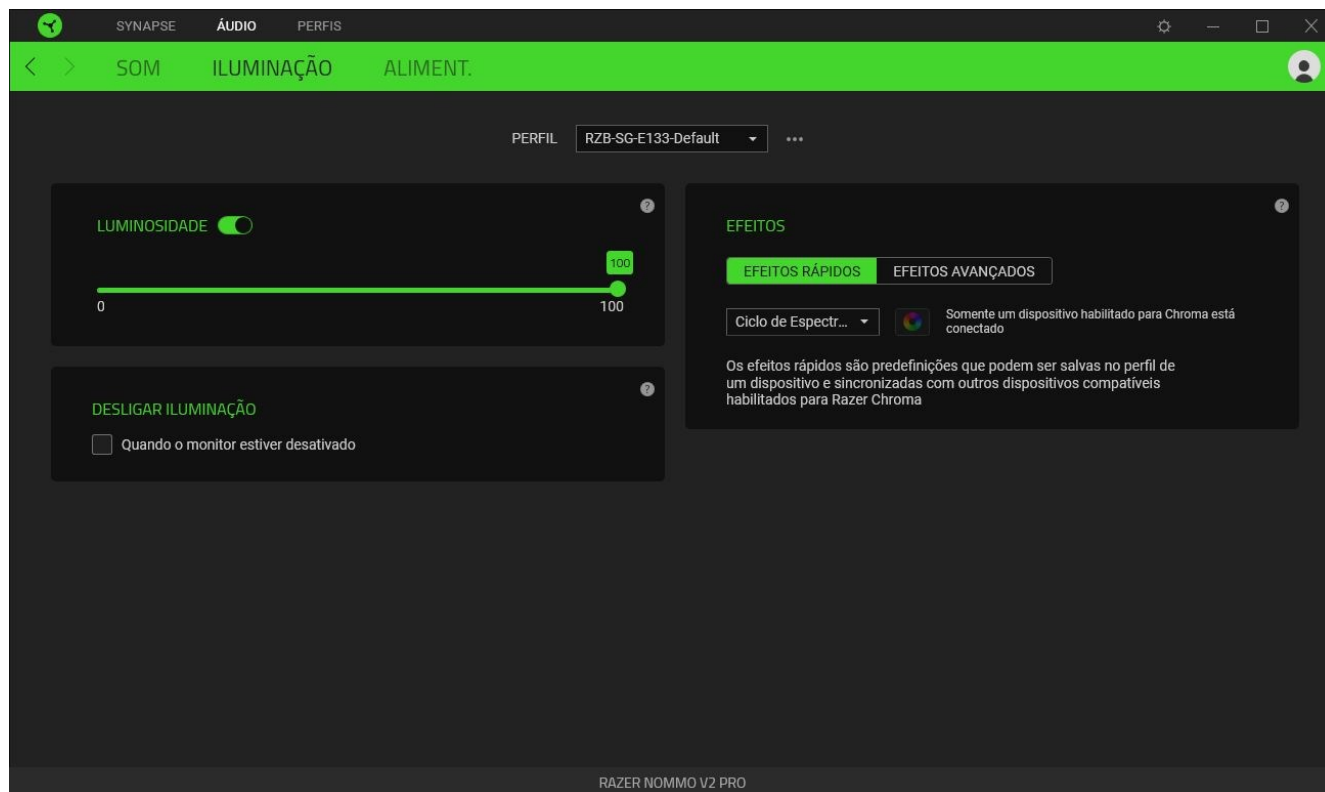 SYNAPSE ÁUDIO PERFIS
SOM ILUMINAÇÃO ALIMENT.
PERFIL RZB-SG-E133-Default
LUMINOSIDADE
100
0 100
DESLIGAR ILUMINAÇÃO
Quando o monitor estiver desativado
EFEITOS
EFEITOS RÁPIDOS EFEITOS AVANÇADOS
Ciclo de Espectr...
Somente um dispositivo habilitado para Chroma está
conectado
Os efeitos rápidos são predefinições que podem ser salvas no perfil de
um dispositivo e sincronizadas com outros dispositivos compatíveis
habilitados para Razer Chroma
RAZER NOMMO V2 PRO